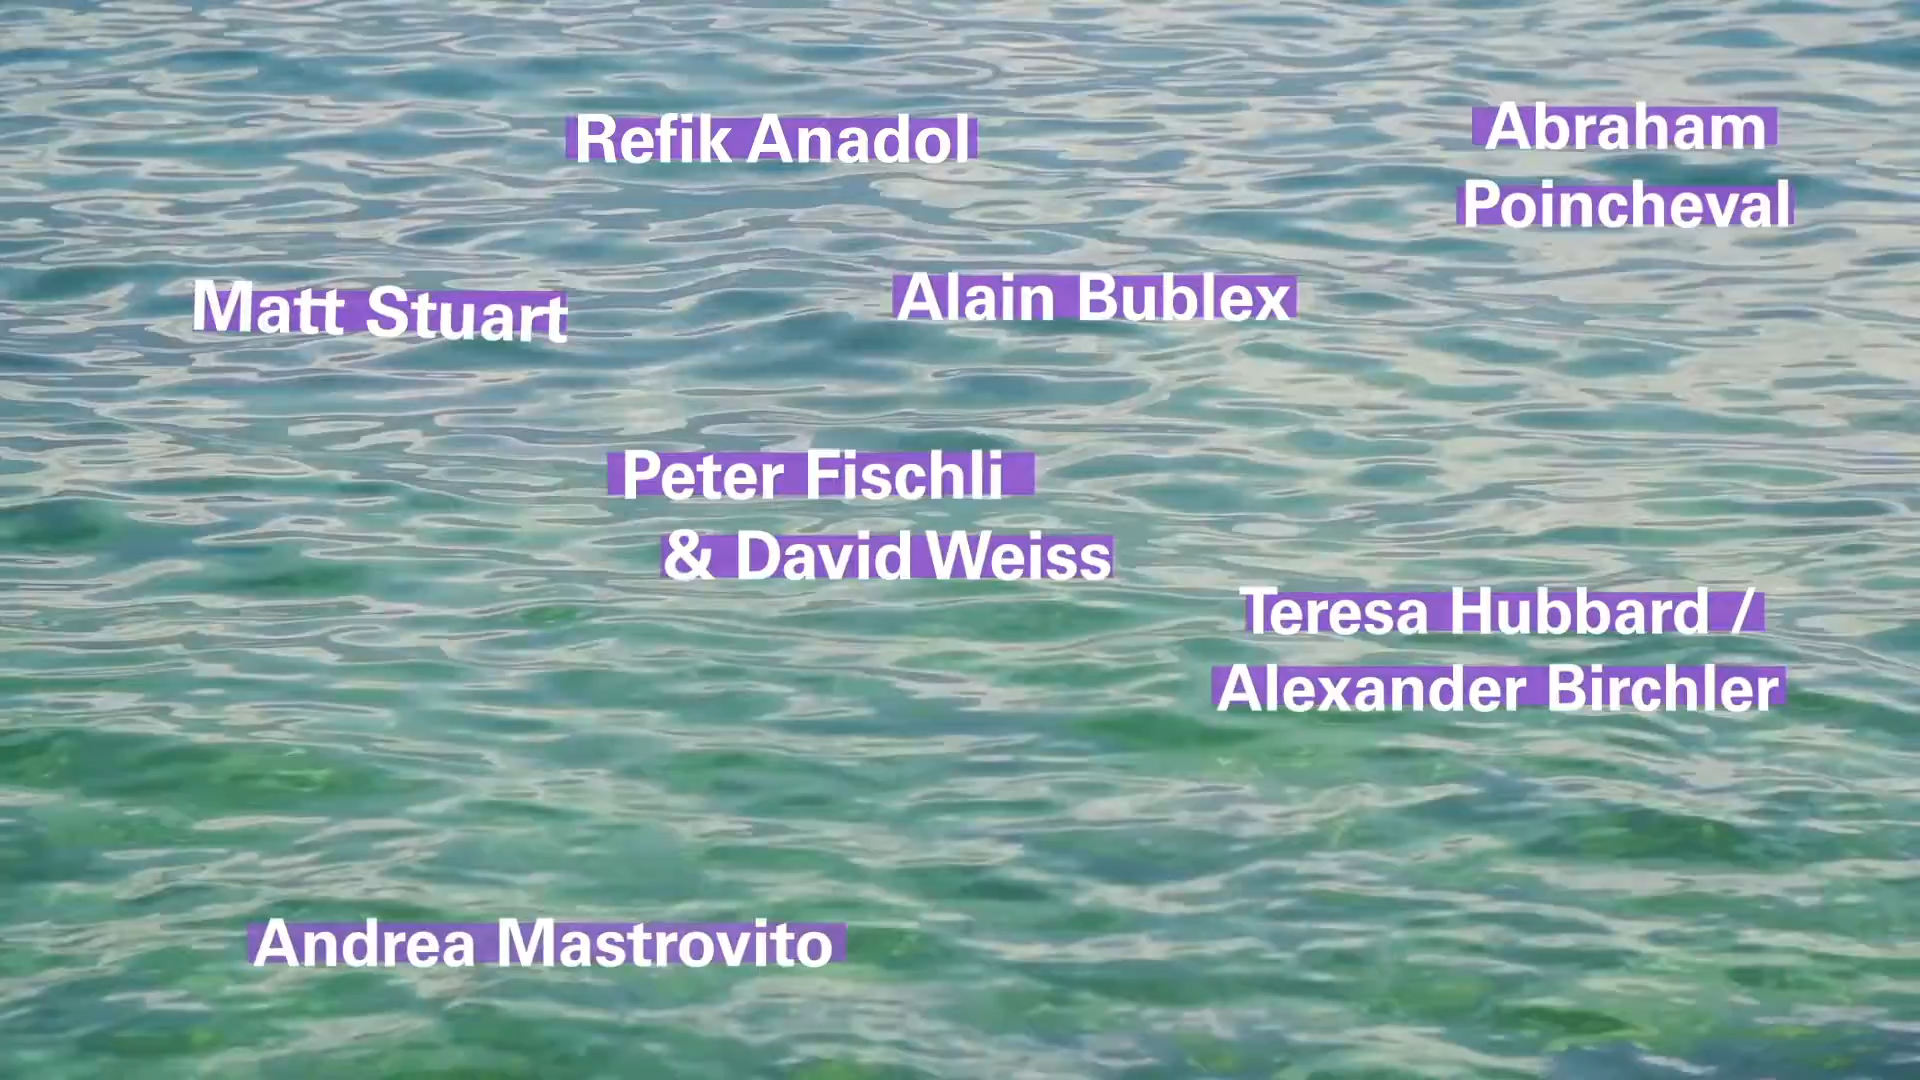 Refik Anadol
Abraham
Poincheval
Matt Stuart
Alain Bublex
Peter Fischli
& David Weiss
Teresa Hubbard /
Alexander Birchler
Andrea Mastrovito